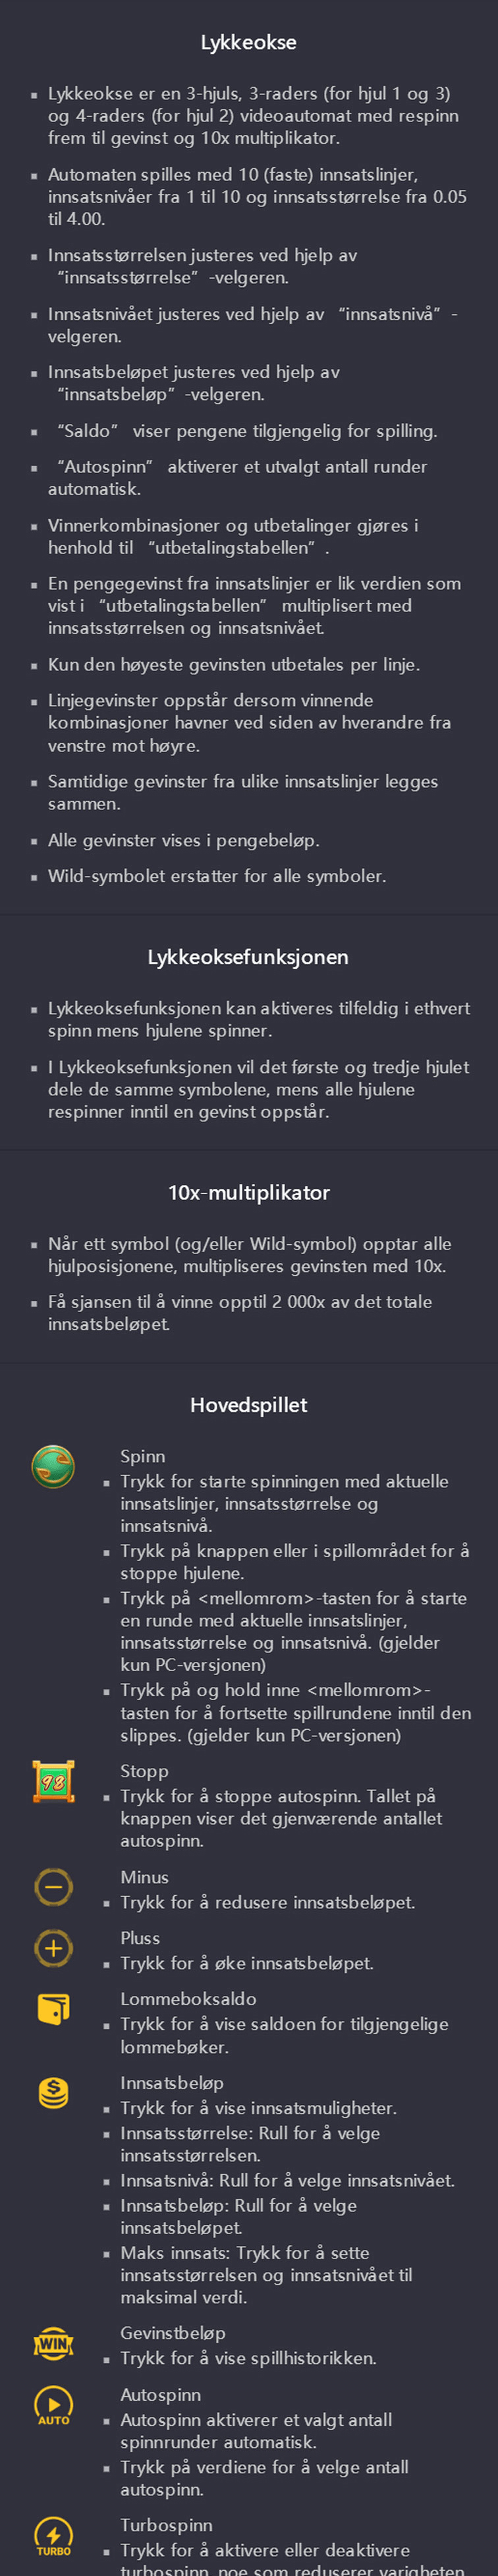 Lykkeokse
▪ Lykkeokse er en 3-hjuls, 3-raders (for hjul 1 og 3)
og 4-raders (for hjul 2) videoautomat med respinn
frem til gevinst og 10x multiplikator.
▪ Automaten spilles med 10 (faste) innsatslinjer,
innsatsnivåer fra 1 til 10 og innsatsstørrelse fra 0.05
til 4.00.
▪ Innsatsstørrelsen justeres ved hjelp av
“innsatsstørrelse” -velgeren.
▪ Innsatsnivået justeres ved hjelp av “innsatsnivå” -
velgeren.
▪ Innsatsbeløpet justeres ved hjelp av
“innsatsbeløp” -velgeren.
▪ “Saldo” viser pengene tilgjengelig for spilling.
▪ “Autospinn” aktiverer et utvalgt antall runder
automatisk.
▪ Vinnerkombinasjoner og utbetalinger gjøres i
henhold til “utbetalingstabellen” .
▪ En pengegevinst fra innsatslinjer er lik verdien som
vist i “utbetalingstabellen” multiplisert med
innsatsstørrelsen og innsatsnivået.
▪ Kun den høyeste gevinsten utbetales per linje.
▪ Linjegevinster oppstår dersom vinnende
kombinasjoner havner ved siden av hverandre fra
venstre mot høyre.
▪ Samtidige gevinster fra ulike innsatslinjer legges
sammen.
▪ Alle gevinster vises i pengebeløp.
▪ Wild-symbolet erstatter for alle symboler.
Lykkeoksefunksjonen
▪ Lykkeoksefunksjonen kan aktiveres tilfeldig i ethvert
spinn mens hjulene spinner.
▪ I Lykkeoksefunksjonen vil det første og tredje hjulet
dele de samme symbolene, mens alle hjulene
respinner inntil en gevinst oppstår.
10x-multiplikator
▪ Når ett symbol (og/eller Wild-symbol) opptar alle
hjulposisjonene, multipliseres gevinsten med 10x.
▪ Få sjansen til å vinne opptil 2 000x av det totale
innsatsbeløpet.
Hovedspillet
Spinn
▪ Trykk for starte spinningen med aktuelle
innsatslinjer, innsatsstørrelse og
innsatsnivå.
▪ Trykk på knappen eller i spillområdet for å
stoppe hjulene.
▪ Trykk på <mellomrom>-tasten for å starte
en runde med aktuelle innsatslinjer,
innsatsstørrelse og innsatsnivå. (gjelder
kun PC-versjonen)
▪ Trykk på og hold inne <mellomrom>-
tasten for å fortsette spillrundene inntil den
slippes. (gjelder kun PC-versjonen)
98
Stopp
▪ Trykk for å stoppe autospinn. Tallet på
knappen viser det gjenværende antallet
autospinn.
Minus
▪ Trykk for å redusere innsatsbeløpet.
Pluss
▪ Trykk for å øke innsatsbeløpet.
Lommeboksaldo
▪ Trykk for å vise saldoen for tilgjengelige
lommebøker.
Innsatsbeløp
▪ Trykk for å vise innsatsmuligheter.
▪ Innsatsstørrelse: Rull for å velge
innsatsstørrelsen.
▪ Innsatsnivå: Rull for å velge innsatsnivået.
▪ Innsatsbeløp: Rull for å velge
innsatsbeløpet.
▪ Maks innsats: Trykk for å sette
innsatsstørrelsen og innsatsnivået til
maksimal verdi.
WIN
Gevinstbeløp
▪ Trykk for å vise spillhistorikken.
AUTO
Autospinn
▪ Autospinn aktiverer et valgt antall
spinnrunder automatisk.
▪ Trykk på verdiene for å velge antall
autospinn.
TURBO
Turbospinn
▪ Trykk for å aktivere eller deaktivere
turbospinn, noe som reduserer varigheten